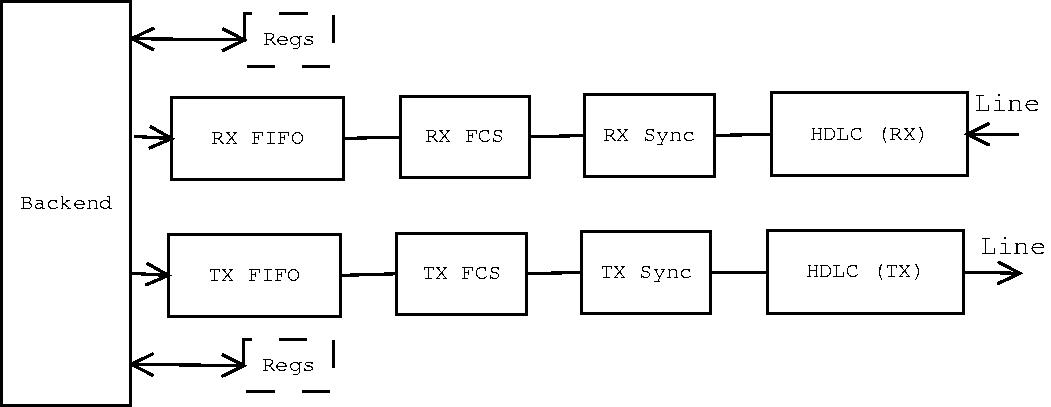 Regs
Line
RX FIFO
RX FCS
RX Sync
HDLC (RX)
Backend
Line
TX FIFO
TX FCS
TX Sync
HDLC (TX)
Regs